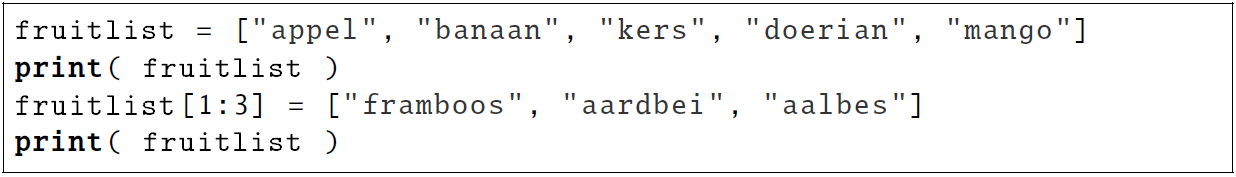 fruitlist = ["appel", "banaan", "kers", "doerian", "mango"]
print( fruitlist )
fruitlist[1:3] = ["framboos", "aardbei", "aalbes"]
print( fruitlist )